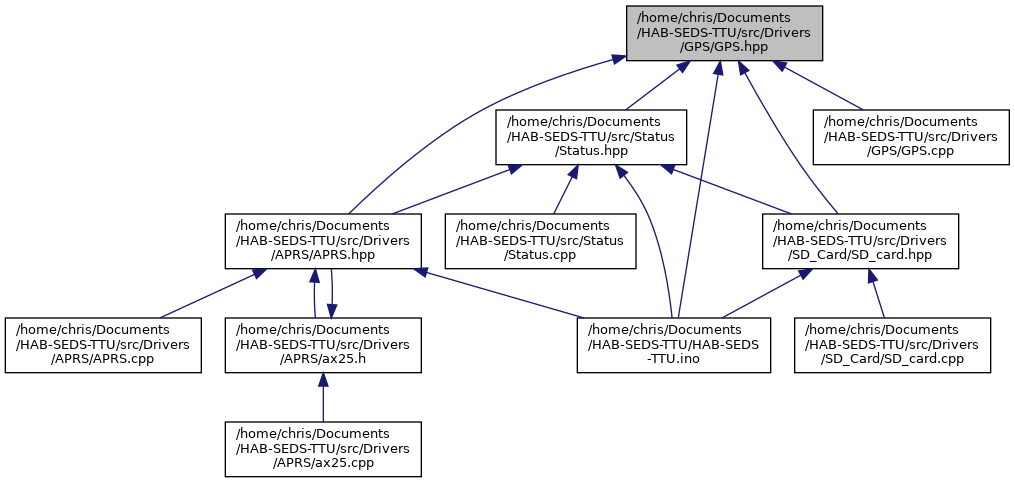 /home/chris/Documents
/HAB-SEDS-TTU/src/Drivers
/GPS/GPS.hpp
/home/chris/Documents
/HAB-SEDS-TTU/src/Status
/Status.hpp
/home/chris/Documents
/HAB-SEDS-TTU/src/Drivers
/GPS/GPS.cpp
/home/chris/Documents
/HAB-SEDS-TTU/src/Drivers
/APRS/APRS.hpp
/home/chris/Documents
/HAB-SEDS-TTU/src/Status
/Status.cpp
/home/chris/Documents
/HAB-SEDS-TTU/src/Drivers
/SD_Card/SD_card.hpp
/home/chris/Documents
/HAB-SEDS-TTU/src/Drivers
/APRS/APRS.cpp
/home/chris/Documents
/HAB-SEDS-TTU/src/Drivers
/APRS/ax25.h
/home/chris/Documents
/HAB-SEDS-TTU/HAB-SEDS
-TTU.ino
/home/chris/Documents
/HAB-SEDS-TTU/src/Drivers
/SD_Card/SD_card.cpp
/home/chris/Documents
/HAB-SEDS-TTU/src/Drivers
/APRS/ax25.cpp